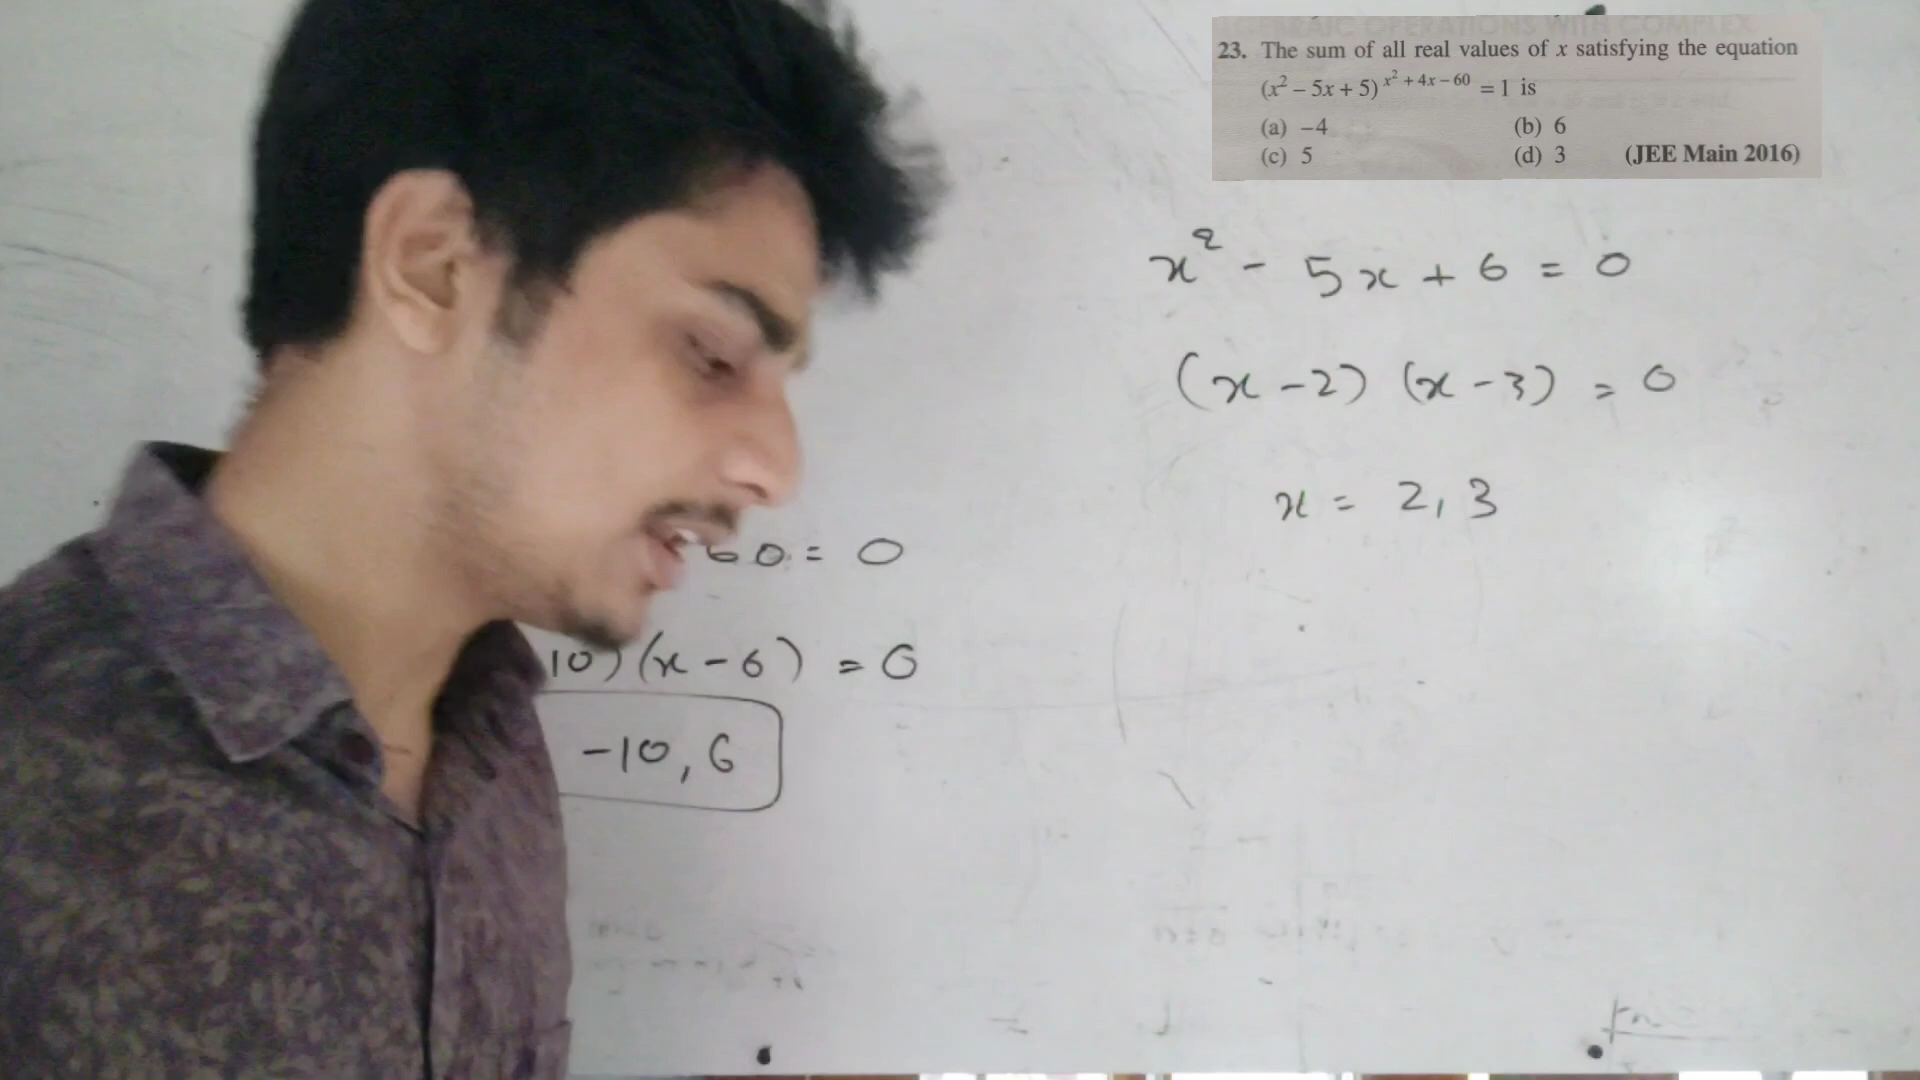 23. The sum of all real values of x satisfying the equation
(x² – 5x + 5)^(x² + 4x – 60) = 1 is
(a) –4 (b) 6
(c) 5 (d) 3 (JEE Main 2016)
x² - 5x + 6 = 0
(x - 2) (x - 3) = 0
x = 2, 3
60 = 0
10) (x - 6) = 0
-10, 6